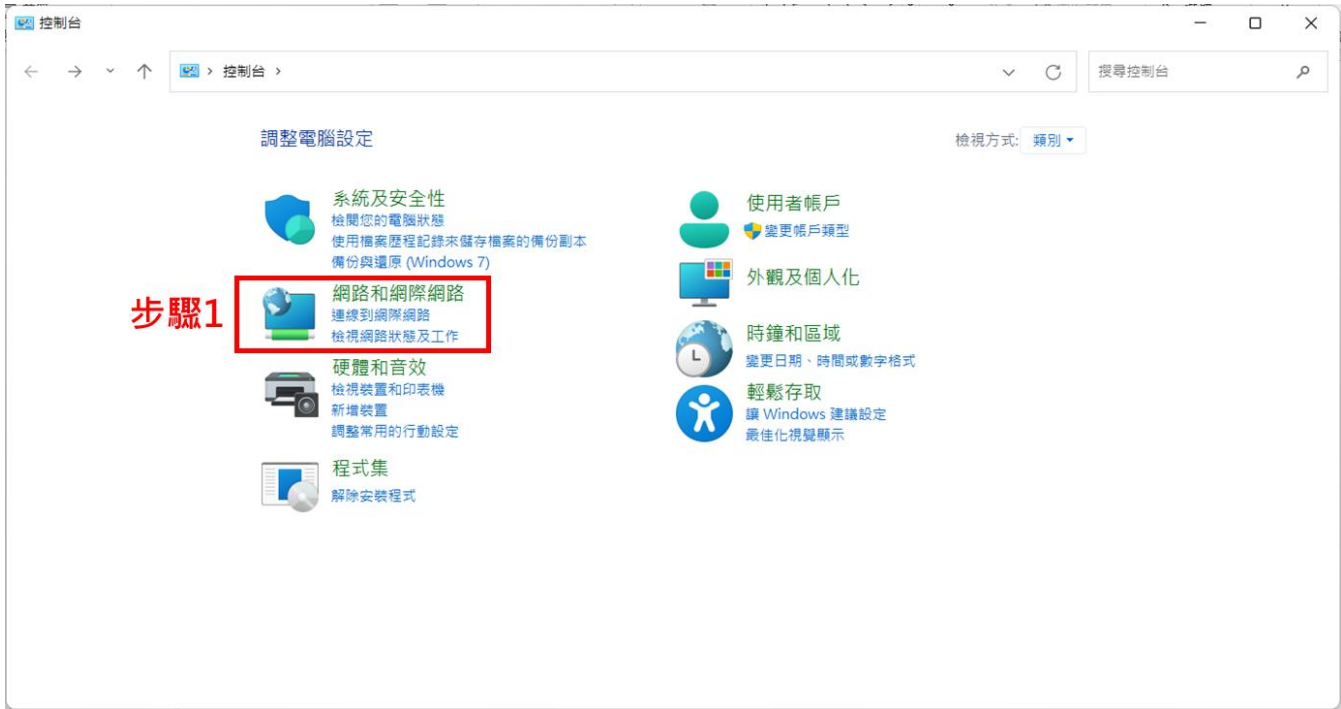 控制台
控制台
搜尋控制台
調整電腦設定
檢視方式: 類別
系統及安全性
檢閱您的電腦狀態
使用檔案歷程記錄來儲存檔案的備份副本
備份與還原 (Windows 7)
步驟1
網路和網際網路
連線到網際網路
檢視網路狀態及工作
硬體和音效
檢視裝置和印表機
新增裝置
調整常用的行動設定
程式集
解除安裝程式
使用者帳戶
變更帳戶類型
外觀及個人化
時鐘和區域
變更日期、時間或數字格式
輕鬆存取
讓 Windows 建議設定
最佳化視覺顯示